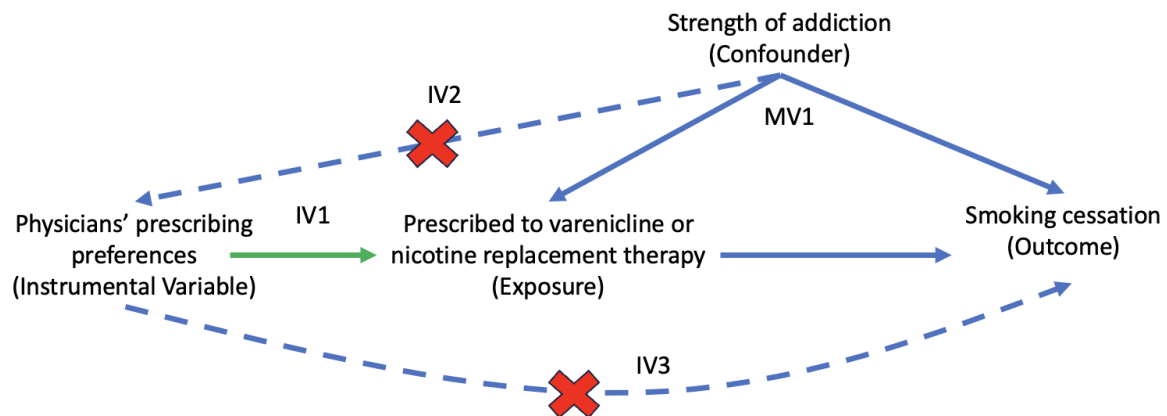 Strength of addiction
(Confounder)
IV2
MV1
Physicians’ prescribing
preferences
(Instrumental Variable)
IV1
Prescribed to varenicline or
nicotine replacement therapy
(Exposure)
Smoking cessation
(Outcome)
IV3